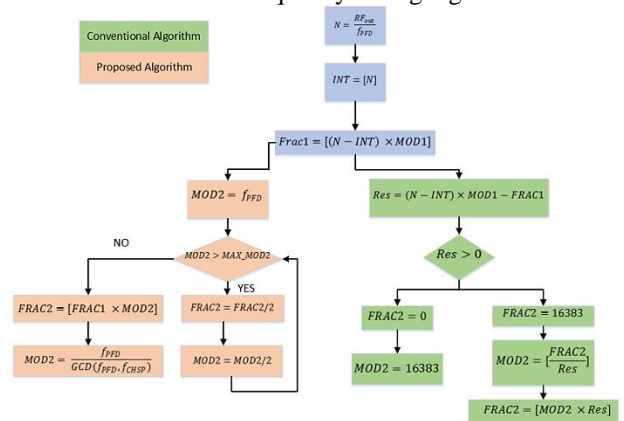 Conventional Algorithm
Proposed Algorithm
N = RF_out / f_PFD
INT = [N]
Frac1 = [(N − INT) × MOD1]
MOD2 = f_PFD
Res = (N − INT) × MOD1 − FRAC1
MOD2 > MAX_MOD2
Res > 0
NO
YES
FRAC2 = [FRAC1 × MOD2]
FRAC2 = FRAC2/2
FRAC2 = 0
FRAC2 = 16383
MOD2 = f_PFD / GCD(f_PFD, f_CHSP)
MOD2 = MOD2/2
MOD2 = 16383
MOD2 = [FRAC2 / Res]
FRAC2 = [MOD2 × Res]